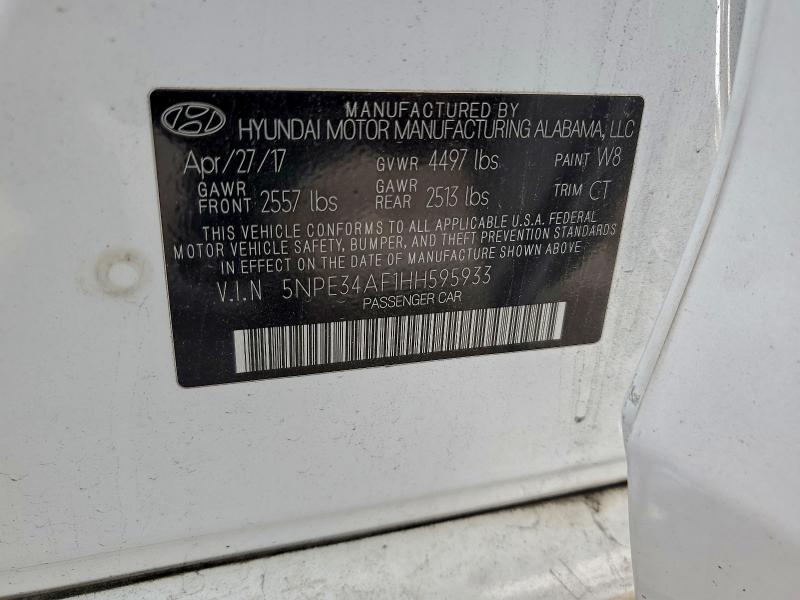 MANUFACTURED BY
HYUNDAI MOTOR MANUFACTURING ALABAMA, LLC
Apr/27/17 GVWR 4497 lbs PAINT W8
GAWR FRONT 2557 lbs GAWR REAR 2513 lbs TRIM CT
THIS VEHICLE CONFORMS TO ALL APPLICABLE U.S.A. FEDERAL
MOTOR VEHICLE SAFETY, BUMPER, AND THEFT PREVENTION STANDARDS
IN EFFECT ON THE DATE OF MANUFACTURE SHOWN ABOVE
V.I.N 5NPE34AF1HH595933
PASSENGER CAR